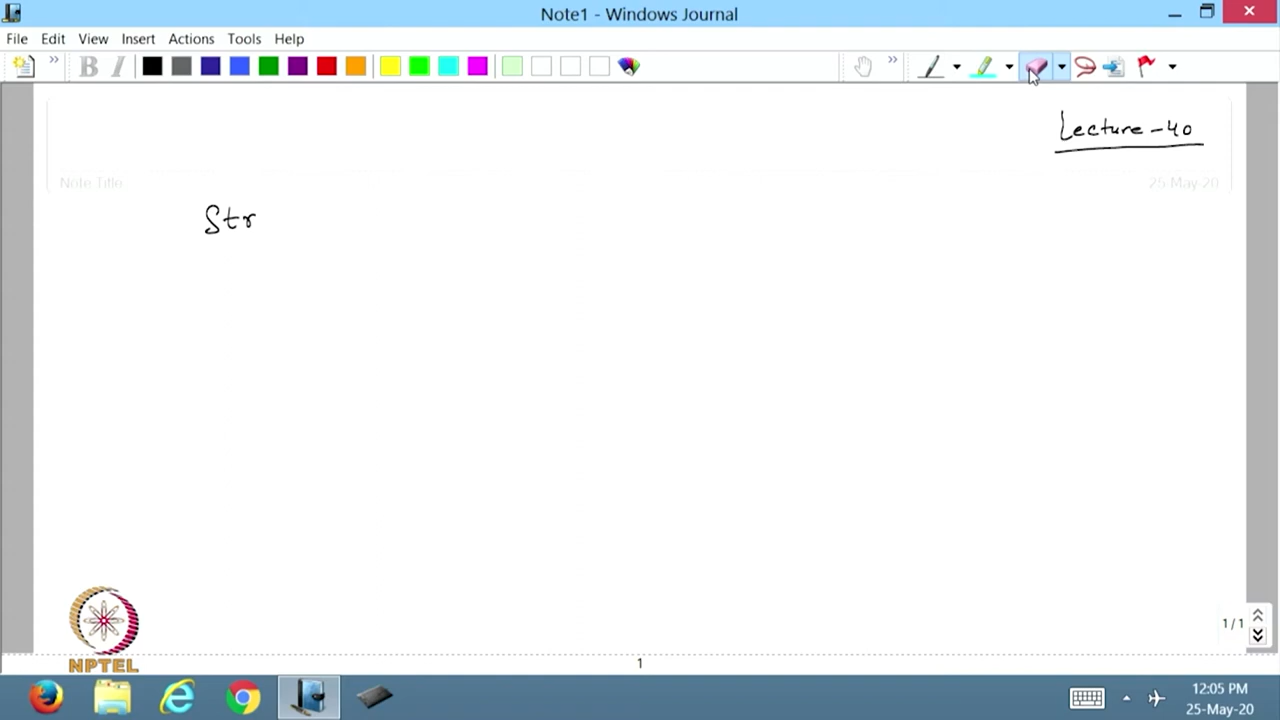 Note1 - Windows Journal
File Edit View Insert Actions Tools Help
Lecture-40
Note Title
25-May-20
Str
1/1
NPTEL
1
12:05 PM
25-May-20